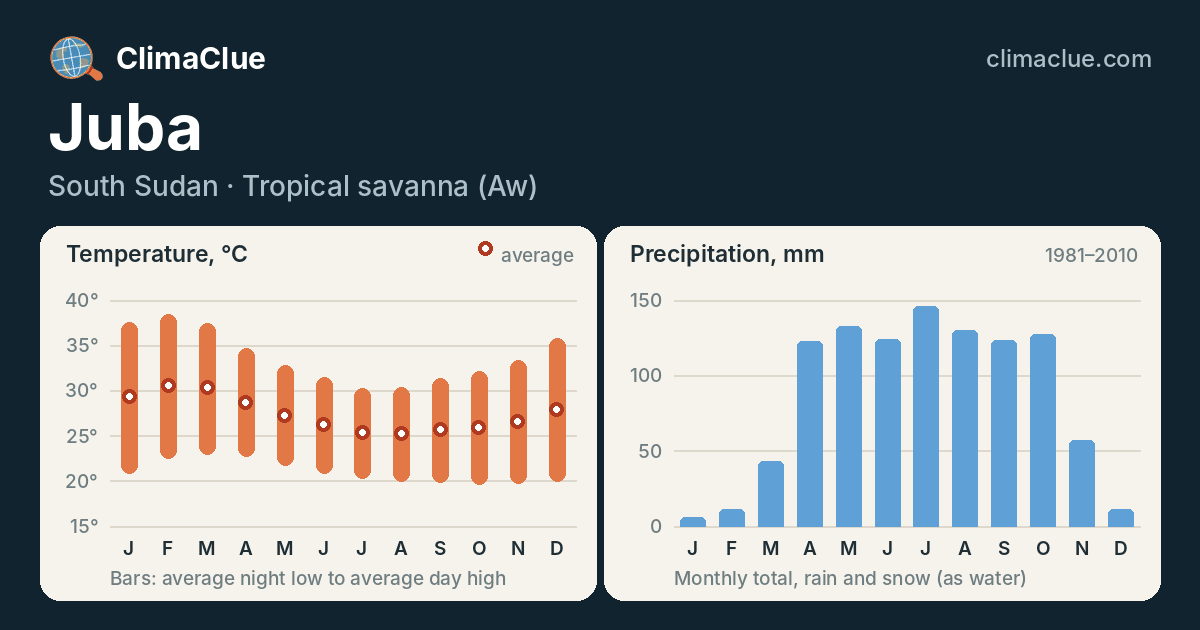 ClimaClue
climaclue.com
Juba
South Sudan · Tropical savanna (Aw)
Temperature, °C
average
40°
35°
30°
25°
20°
15°
J F M A M J J A S O N D
Bars: average night low to average day high
Precipitation, mm
1981–2010
150
100
50
0
J F M A M J J A S O N D
Monthly total, rain and snow (as water)